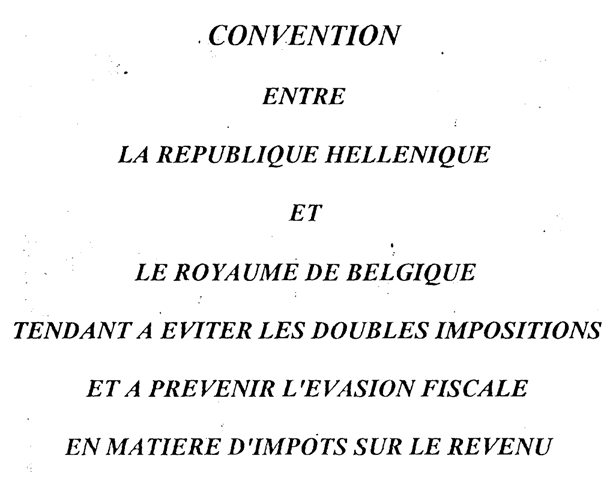 CONVENTION
ENTRE
LA REPUBLIQUE HELLENIQUE
ET
LE ROYAUME DE BELGIQUE
TENDANT A EVITER LES DOUBLES IMPOSITIONS
ET A PREVENIR L'EVASION FISCALE
EN MATIERE D'IMPOTS SUR LE REVENU